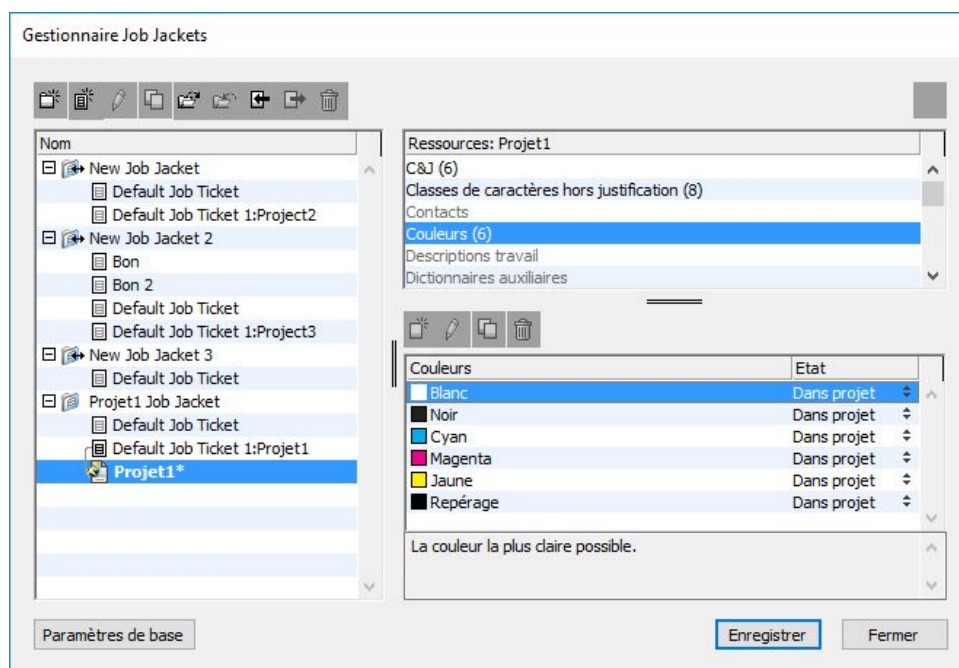 Gestionnaire Job Jackets
Nom
New Job Jacket
Default Job Ticket
Default Job Ticket 1:Project2
New Job Jacket 2
Bon
Bon 2
Default Job Ticket
Default Job Ticket 1:Project3
New Job Jacket 3
Default Job Ticket
Projet1 Job Jacket
Default Job Ticket
Default Job Ticket 1:Projet1
Projet1*
Ressources: Projet1
C&J (6)
Classes de caractères hors justification (8)
Contacts
Couleurs (6)
Descriptions travail
Dictionnaires auxiliaires
Couleurs Etat
Blanc Dans projet
Noir Dans projet
Cyan Dans projet
Magenta Dans projet
Jaune Dans projet
Repérage Dans projet
La couleur la plus claire possible.
Paramètres de base Enregistrer Fermer